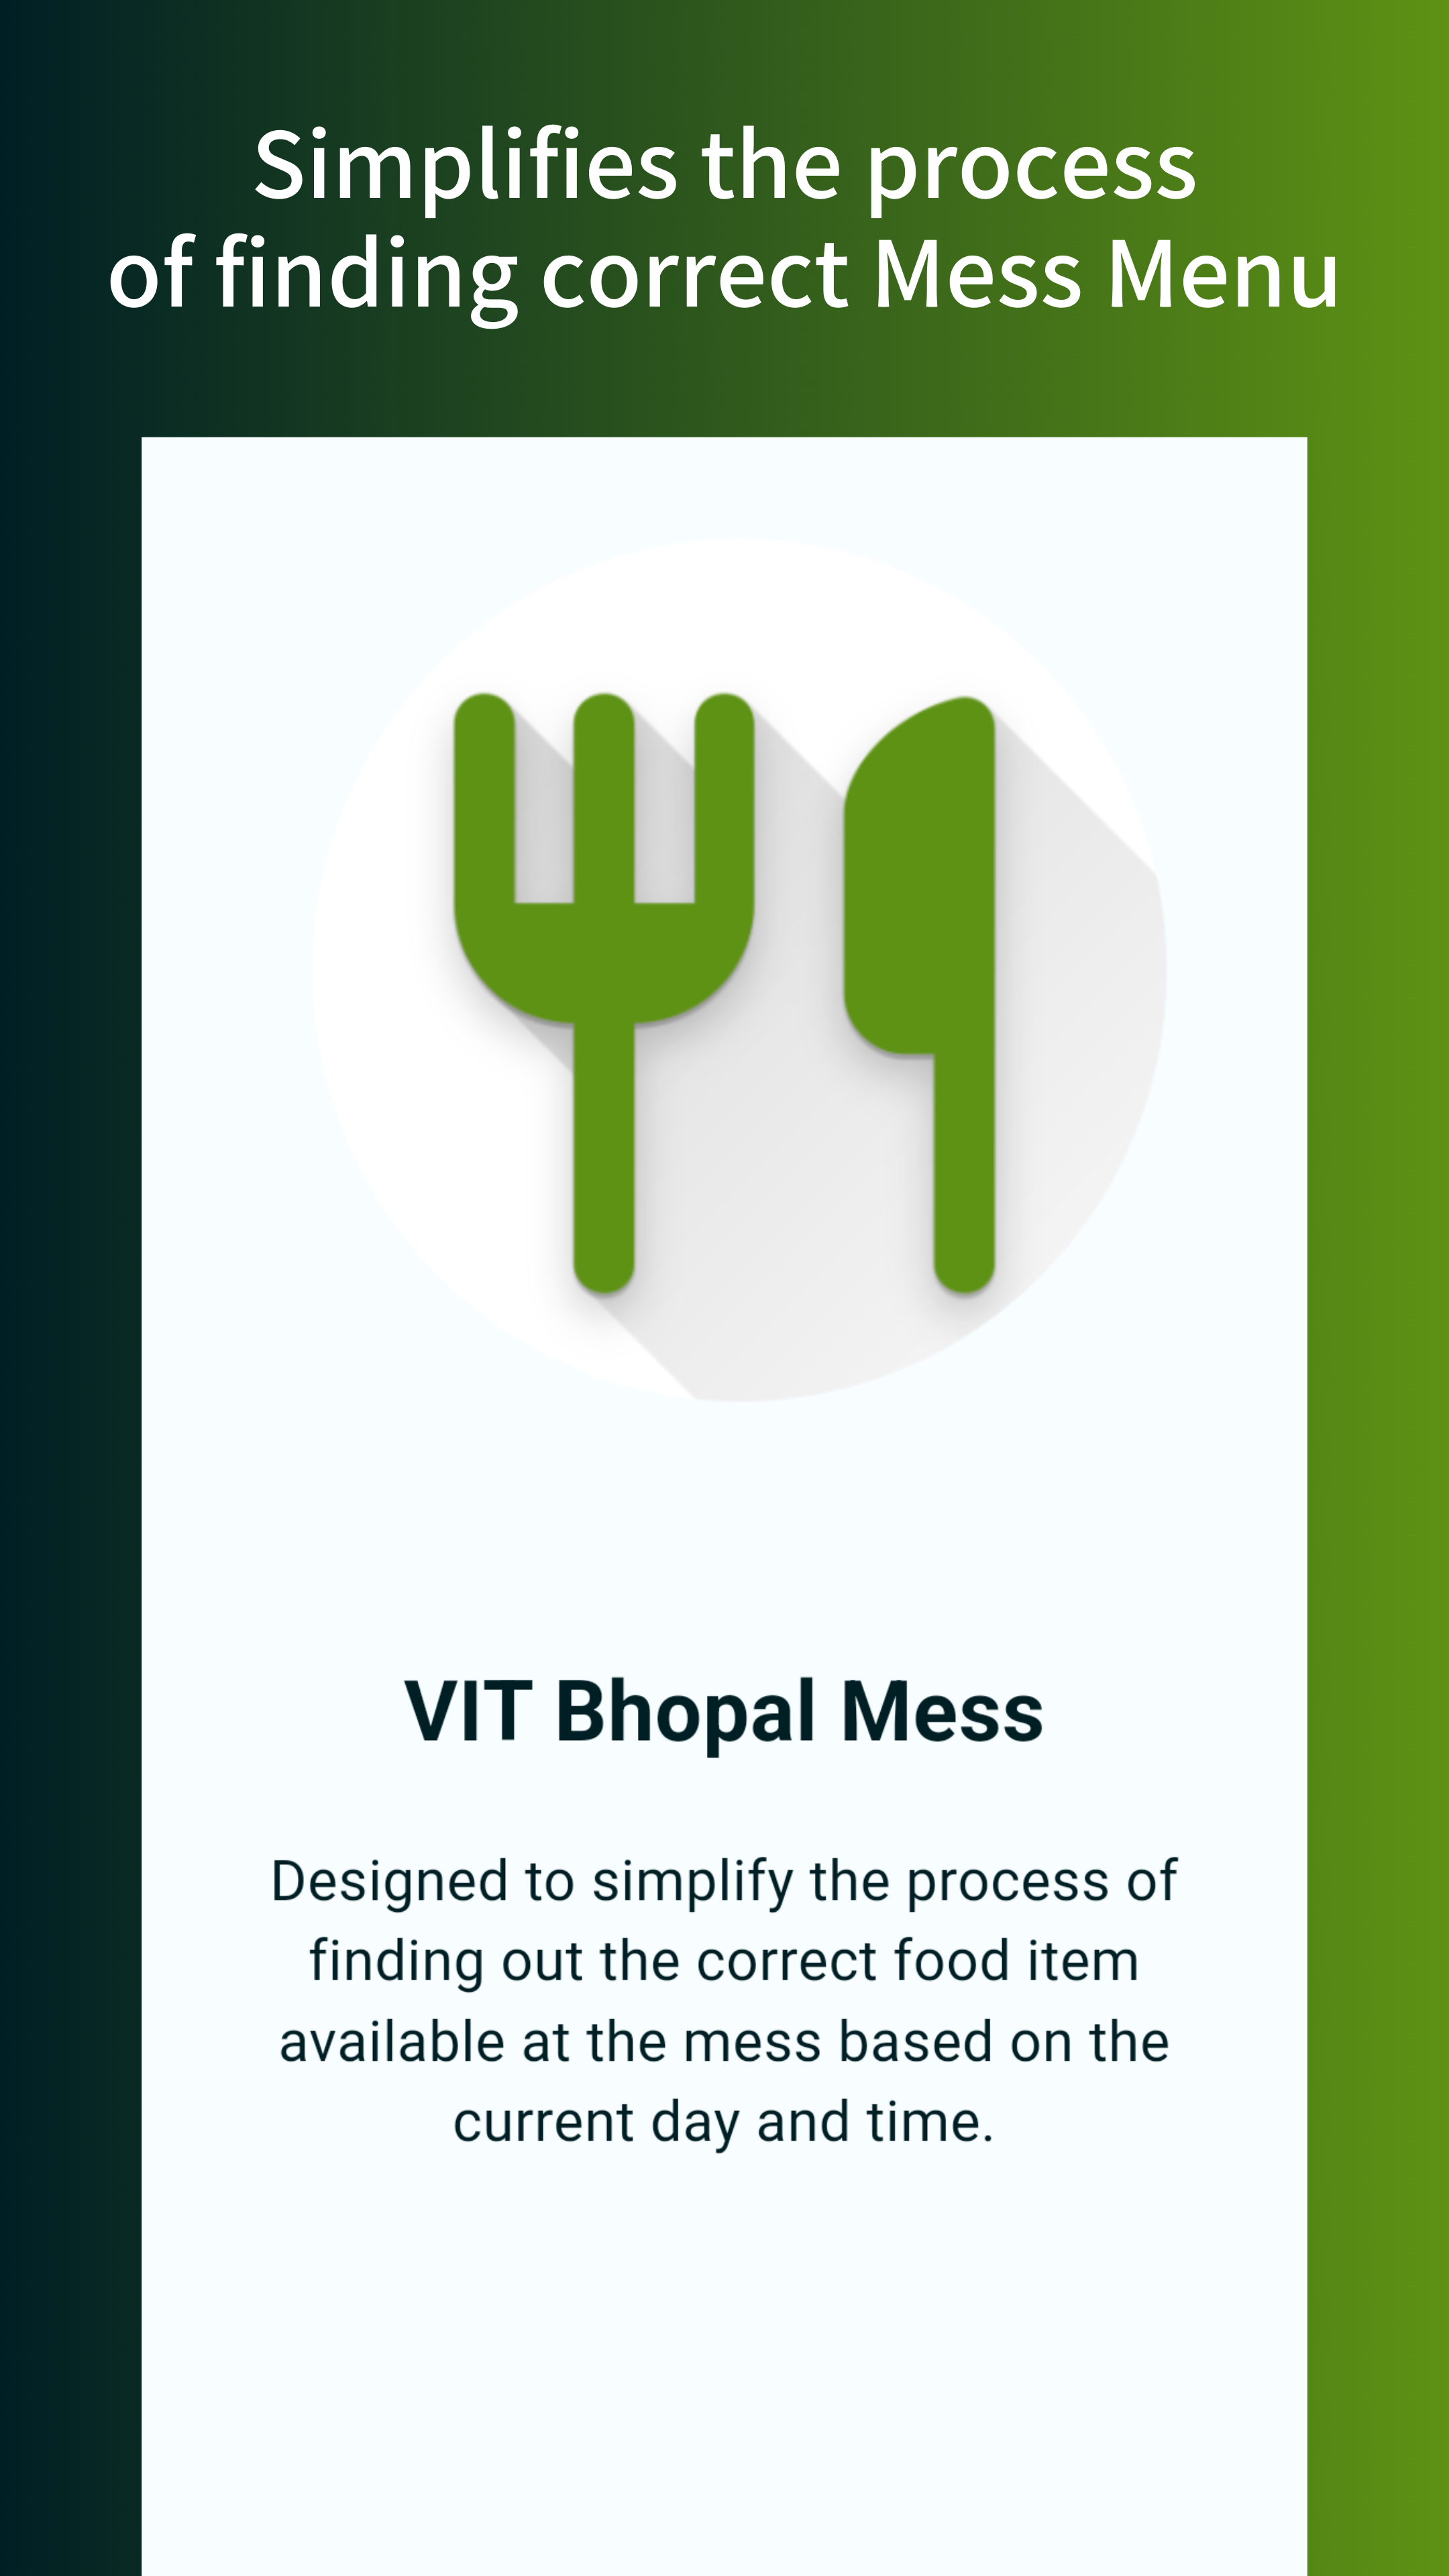 Simplifies the process
of finding correct Mess Menu
VIT Bhopal Mess
Designed to simplify the process of
finding out the correct food item
available at the mess based on the
current day and time.